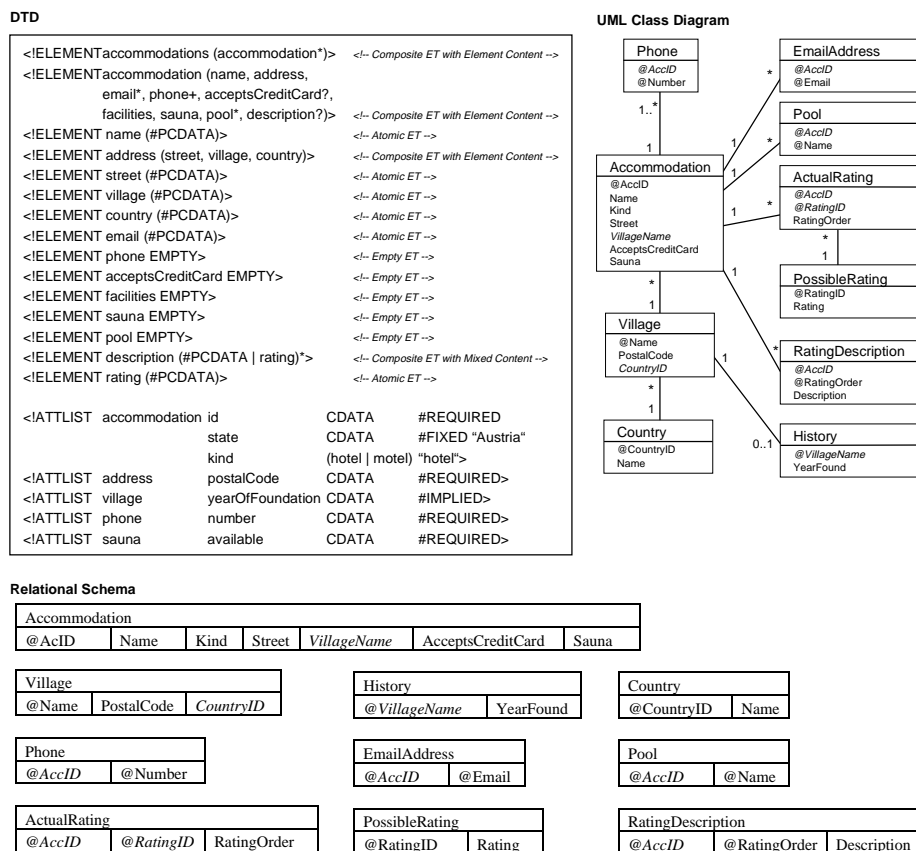 DTD
<!ELEMENTaccommodations (accommodation*)> <!-- Composite ET with Element Content -->
<!ELEMENTaccommodation (name, address,
email*, phone+, acceptsCreditCard?,
facilities, sauna, pool*, description?)> <!-- Composite ET with Element Content -->
<!ELEMENT name (#PCDATA)> <!-- Atomic ET -->
<!ELEMENT address (street, village, country)> <!-- Composite ET with Element Content -->
<!ELEMENT street (#PCDATA)> <!-- Atomic ET -->
<!ELEMENT village (#PCDATA)> <!-- Atomic ET -->
<!ELEMENT country (#PCDATA)> <!-- Atomic ET -->
<!ELEMENT email (#PCDATA)> <!-- Atomic ET -->
<!ELEMENT phone EMPTY> <!-- Empty ET -->
<!ELEMENT acceptsCreditCard EMPTY> <!-- Empty ET -->
<!ELEMENT facilities EMPTY> <!-- Empty ET -->
<!ELEMENT sauna EMPTY> <!-- Empty ET -->
<!ELEMENT pool EMPTY> <!-- Empty ET -->
<!ELEMENT description (#PCDATA | rating)*> <!-- Composite ET with Mixed Content -->
<!ELEMENT rating (#PCDATA)> <!-- Atomic ET -->
<!ATTLIST accommodation id CDATA #REQUIRED
state CDATA #FIXED “Austria“
kind (hotel | motel) “hotel“>
<!ATTLIST address postalCode CDATA #REQUIRED>
<!ATTLIST village yearOfFoundation CDATA #IMPLIED>
<!ATTLIST phone number CDATA #REQUIRED>
<!ATTLIST sauna available CDATA #REQUIRED>
UML Class Diagram
Phone
@AccID
@Number
1..*
1
Accommodation
@AccID
Name
Kind
Street
VillageName
AcceptsCreditCard
Sauna
*
1
Village
@Name
PostalCode
CountryID
*
1
Country
@CountryID
Name
EmailAddress
@AccID
@Email
*
1
Pool
@AccID
@Name
*
1
ActualRating
@AccID
@RatingID
RatingOrder
*
1
*
1
PossibleRating
@RatingID
Rating
1
*
RatingDescription
@AccID
@RatingOrder
Description
1
0..1
History
@VillageName
YearFound
Relational Schema
Accommodation
@AcID Name Kind Street VillageName AcceptsCreditCard Sauna
Village
@Name PostalCode CountryID
History
@VillageName YearFound
Country
@CountryID Name
Phone
@AccID @Number
EmailAddress
@AccID @Email
Pool
@AccID @Name
ActualRating
@AccID @RatingID RatingOrder
PossibleRating
@RatingID Rating
RatingDescription
@AccID @RatingOrder Description